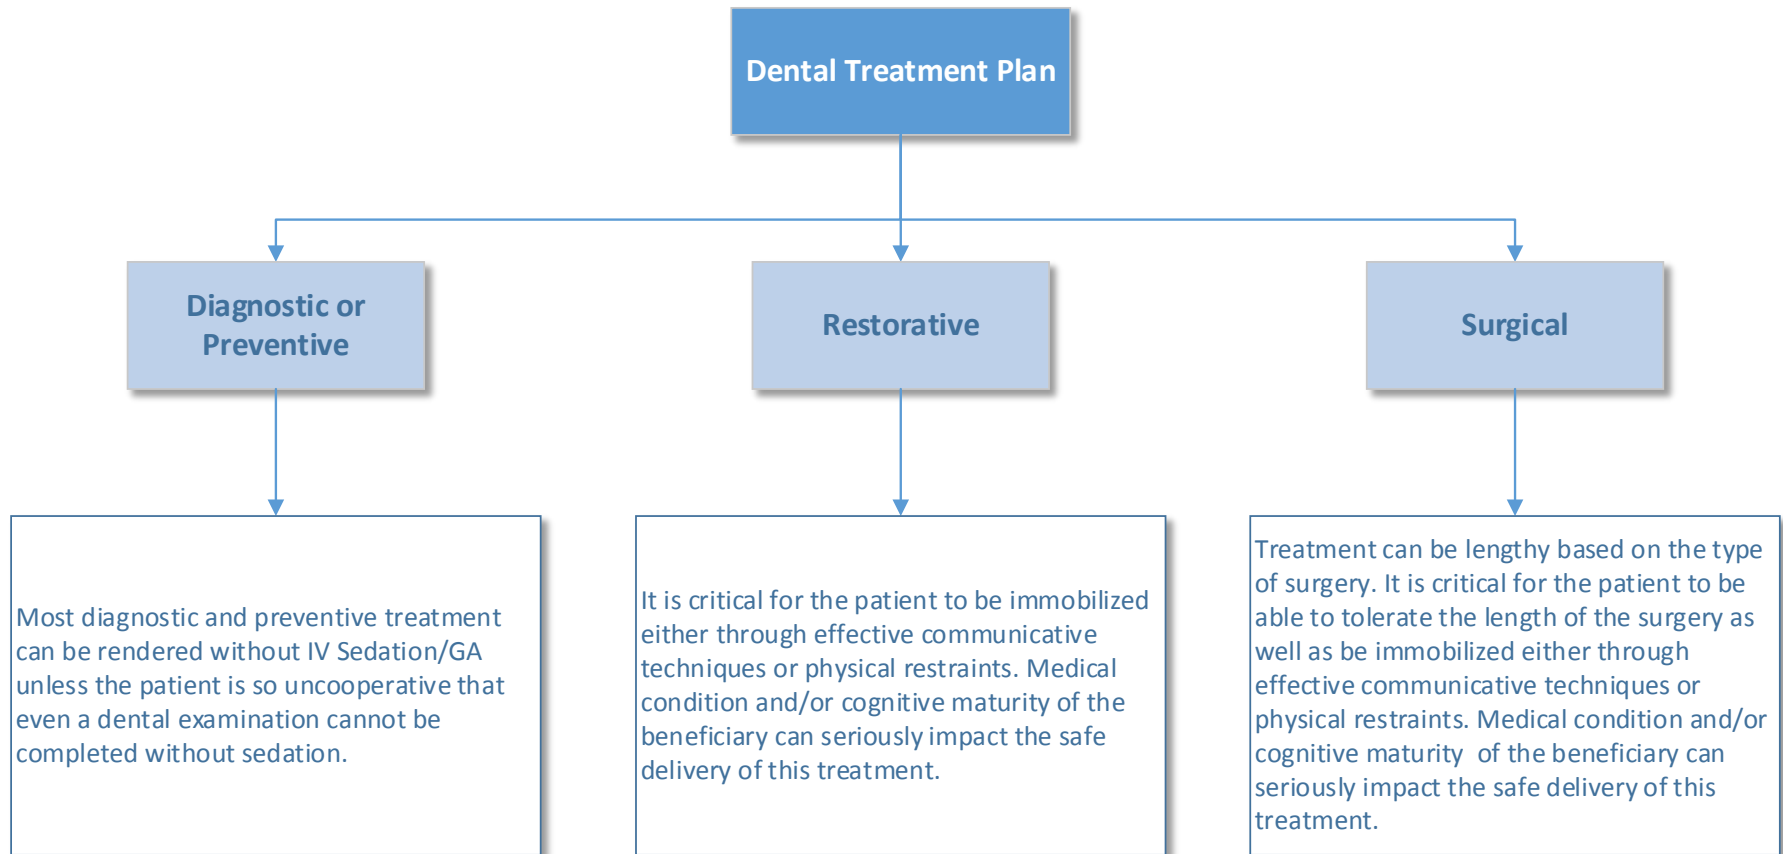 Dental Treatment Plan
Diagnostic or
Preventive
Restorative
Surgical
Most diagnostic and preventive treatment
can be rendered without IV Sedation/GA
unless the patient is so uncooperative that
even a dental examination cannot be
completed without sedation.
It is critical for the patient to be immobilized
either through effective communicative
techniques or physical restraints. Medical
condition and/or cognitive maturity of the
beneficiary can seriously impact the safe
delivery of this treatment.
Treatment can be lengthy based on the type
of surgery. It is critical for the patient to be
able to tolerate the length of the surgery as
well as be immobilized either through
effective communicative techniques or
physical restraints. Medical condition and/or
cognitive maturity  of the beneficiary can
seriously impact the safe delivery of this
treatment.